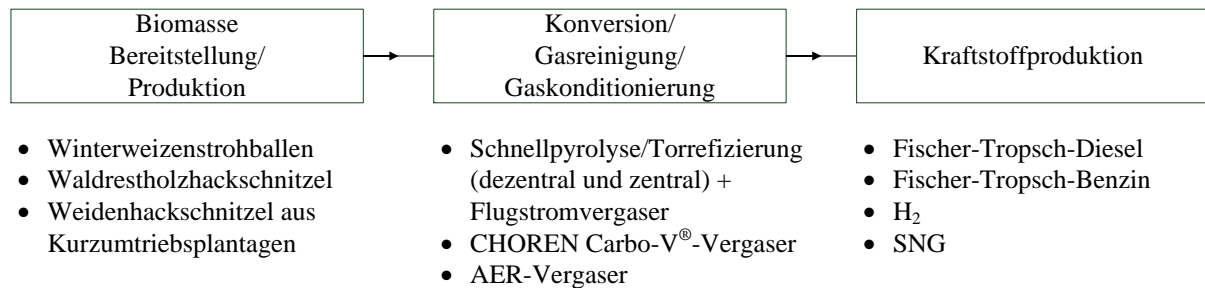 Biomasse
Bereitstellung/
Produktion
Konversion/
Gasreinigung/
Gaskonditionierung
Kraftstoffproduktion
• Winterweizenstrohballen
• Waldrestholzhackschnitzel
• Weidenhackschnitzel aus
Kurzumtriebsplantagen
• Schnellpyrolyse/Torrefizierung
(dezentral und zentral) +
Flugstromvergaser
• CHOREN Carbo-V®-Vergaser
• AER-Vergaser
• Fischer-Tropsch-Diesel
• Fischer-Tropsch-Benzin
• H₂
• SNG